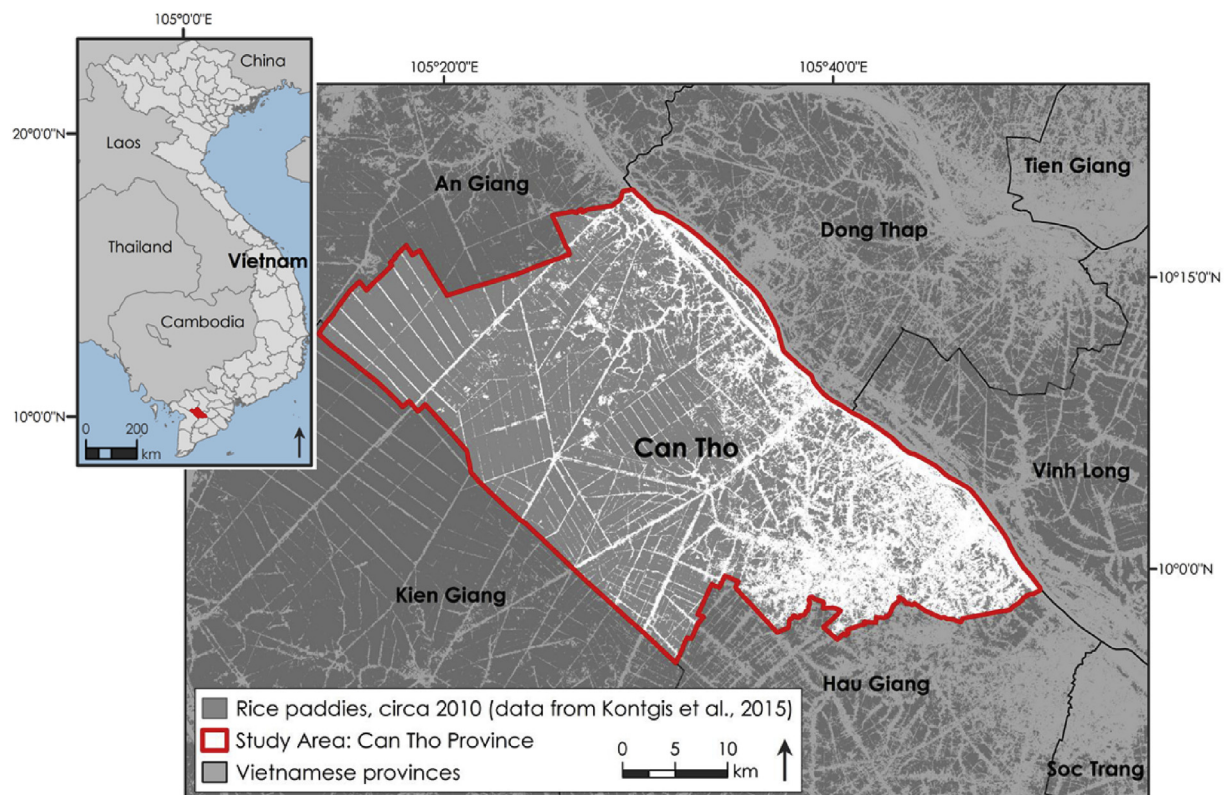 105°0'0"E
China
20°0'0"N
Laos
Thailand
Vietnam
Cambodia
10°0'0"N
0 200
km
105°20'0"E 105°40'0"E
An Giang
Tien Giang
Dong Thap
10°15'0"N
Can Tho
Vinh Long
10°0'0"N
Kien Giang
Hau Giang
Soc Trang
Rice paddies, circa 2010 (data from Kontgis et al., 2015)
Study Area: Can Tho Province
Vietnamese provinces
0 5 10
km